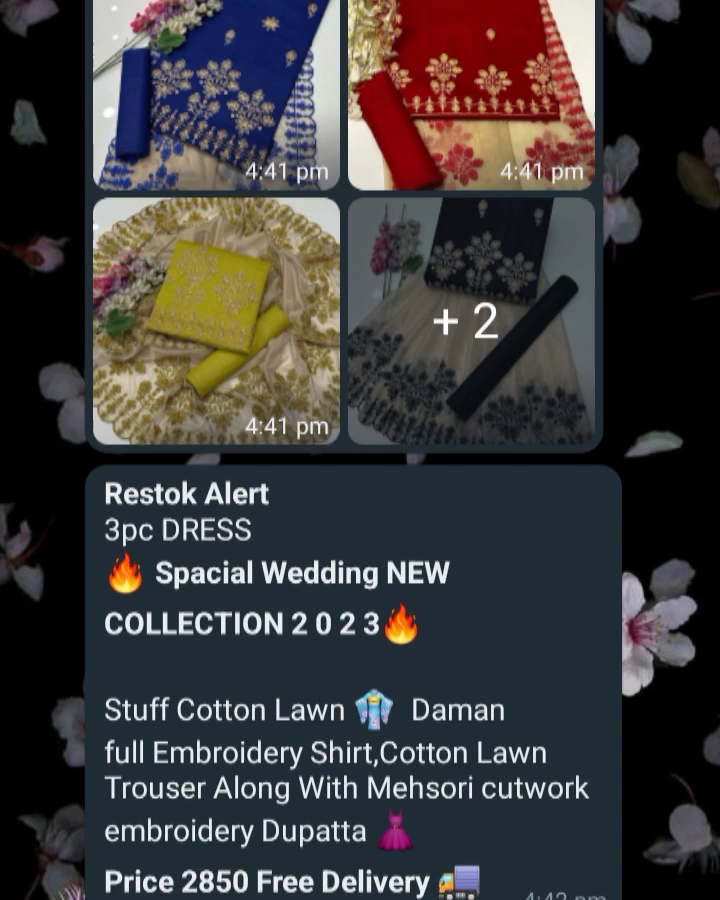 4:41 pm
4:41 pm
4:41 pm
+ 2
Restok Alert
3pc DRESS
🔥 Spacial Wedding NEW
COLLECTION 2 0 2 3🔥
Stuff Cotton Lawn 👘 Daman
full Embroidery Shirt,Cotton Lawn
Trouser Along With Mehsori cutwork
embroidery Dupatta 👗
Price 2850 Free Delivery 🚚
4:42 pm